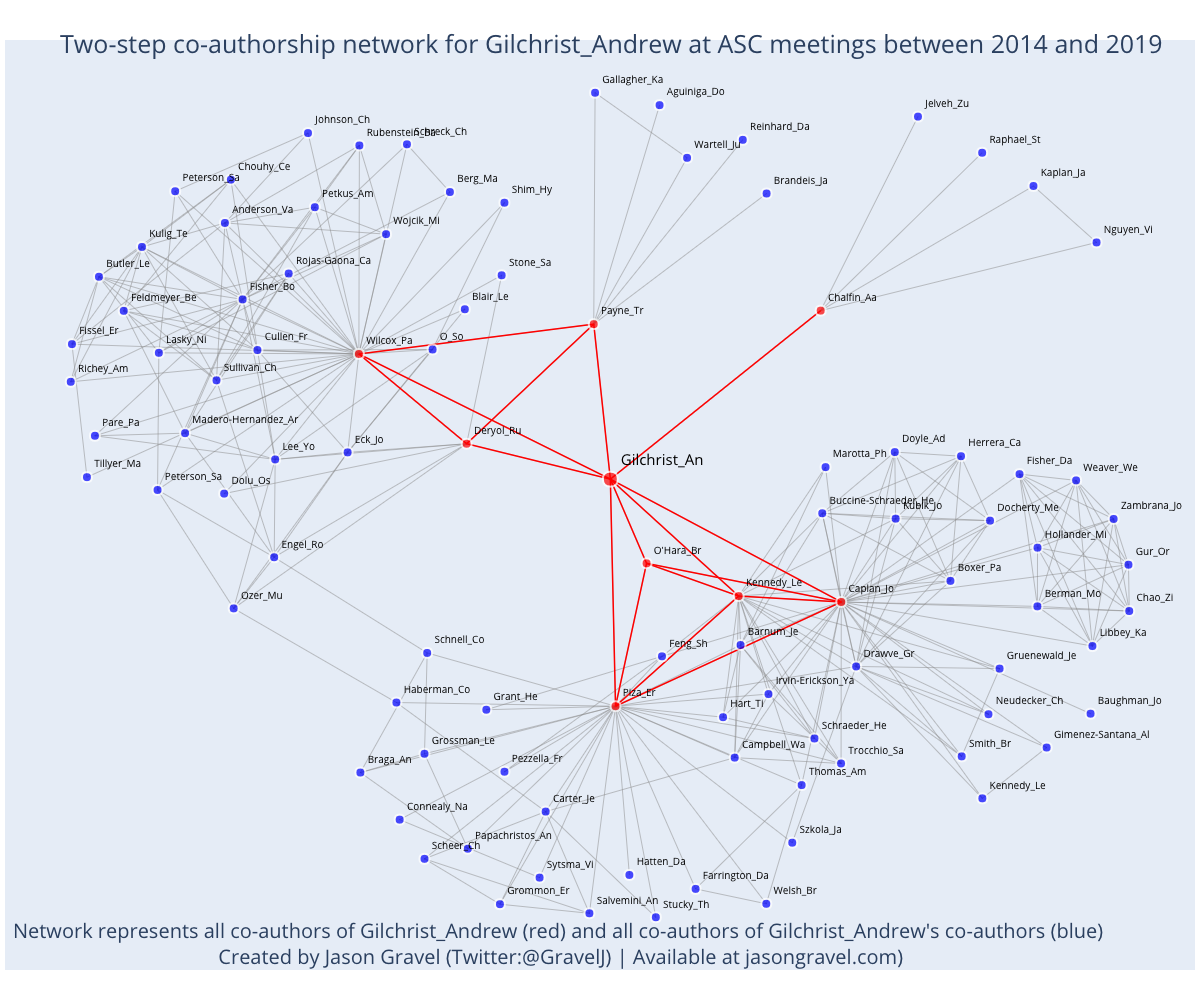 Two-step co-authorship network for Gilchrist_Andrew at ASC meetings between 2014 and 2019
Gallagher_Ka
Aguiniga_Do
Jelveh_Zu
Johnson_Ch
Reinhard_Da
Rubenstein_Ba
Schreck_Ch
Raphael_St
Wartell_Ju
Chouhy_Ce
Kaplan_Ja
Peterson_Sa
Berg_Ma
Brandeis_Ja
Petkus_Am
Shim_Hy
Anderson_Va
Wojcik_Mi
Nguyen_Vi
Kulig_Te
Butler_Le
Rojas-Gaona_Ca
Stone_Sa
Fisher_Bo
Feldmeyer_Be
Blair_Le
Chalfin_Aa
Payne_Tr
Fissel_Er
Lasky_Ni
Cullen_Fr
Wilcox_Pa
O_So
Richey_Am
Sullivan_Ch
Pare_Pa
Madero-Hernandez_Ar
Deryol_Ru
Eck_Jo
Lee_Yo
Doyle_Ad
Herrera_Ca
Gilchrist_An
Marotta_Ph
Fisher_Da
Weaver_We
Tillyer_Ma
Peterson_Sa
Dolu_Os
Buccine-Schraeder_He
Kubik_Jo
Docherty_Me
Zambrana_Jo
Hollander_Mi
Engel_Ro
O'Hara_Br
Gur_Or
Boxer_Pa
Kennedy_Le
Caplan_Jo
Berman_Mo
Chao_Zi
Ozer_Mu
Barnum_Je
Libbey_Ka
Schnell_Co
Feng_Sh
Drawve_Gr
Gruenewald_Je
Irvin-Erickson_Ya
Haberman_Co
Grant_He
Piza_Er
Hart_Ti
Neudecker_Ch
Baughman_Jo
Schraeder_He
Gimenez-Santana_Al
Grossman_Le
Campbell_Wa
Trocchio_Sa
Smith_Br
Braga_An
Pezzella_Fr
Thomas_Am
Kennedy_Le
Connealy_Na
Carter_Je
Szkola_Ja
Papachristos_An
Scheer_Ch
Sytsma_Vi
Hatten_Da
Farrington_Da
Grommon_Er
Salvemini_An
Stucky_Th
Welsh_Br
Network represents all co-authors of Gilchrist_Andrew (red) and all co-authors of Gilchrist_Andrew's co-authors (blue)
Created by Jason Gravel (Twitter:@GravelJ) | Available at jasongravel.com)